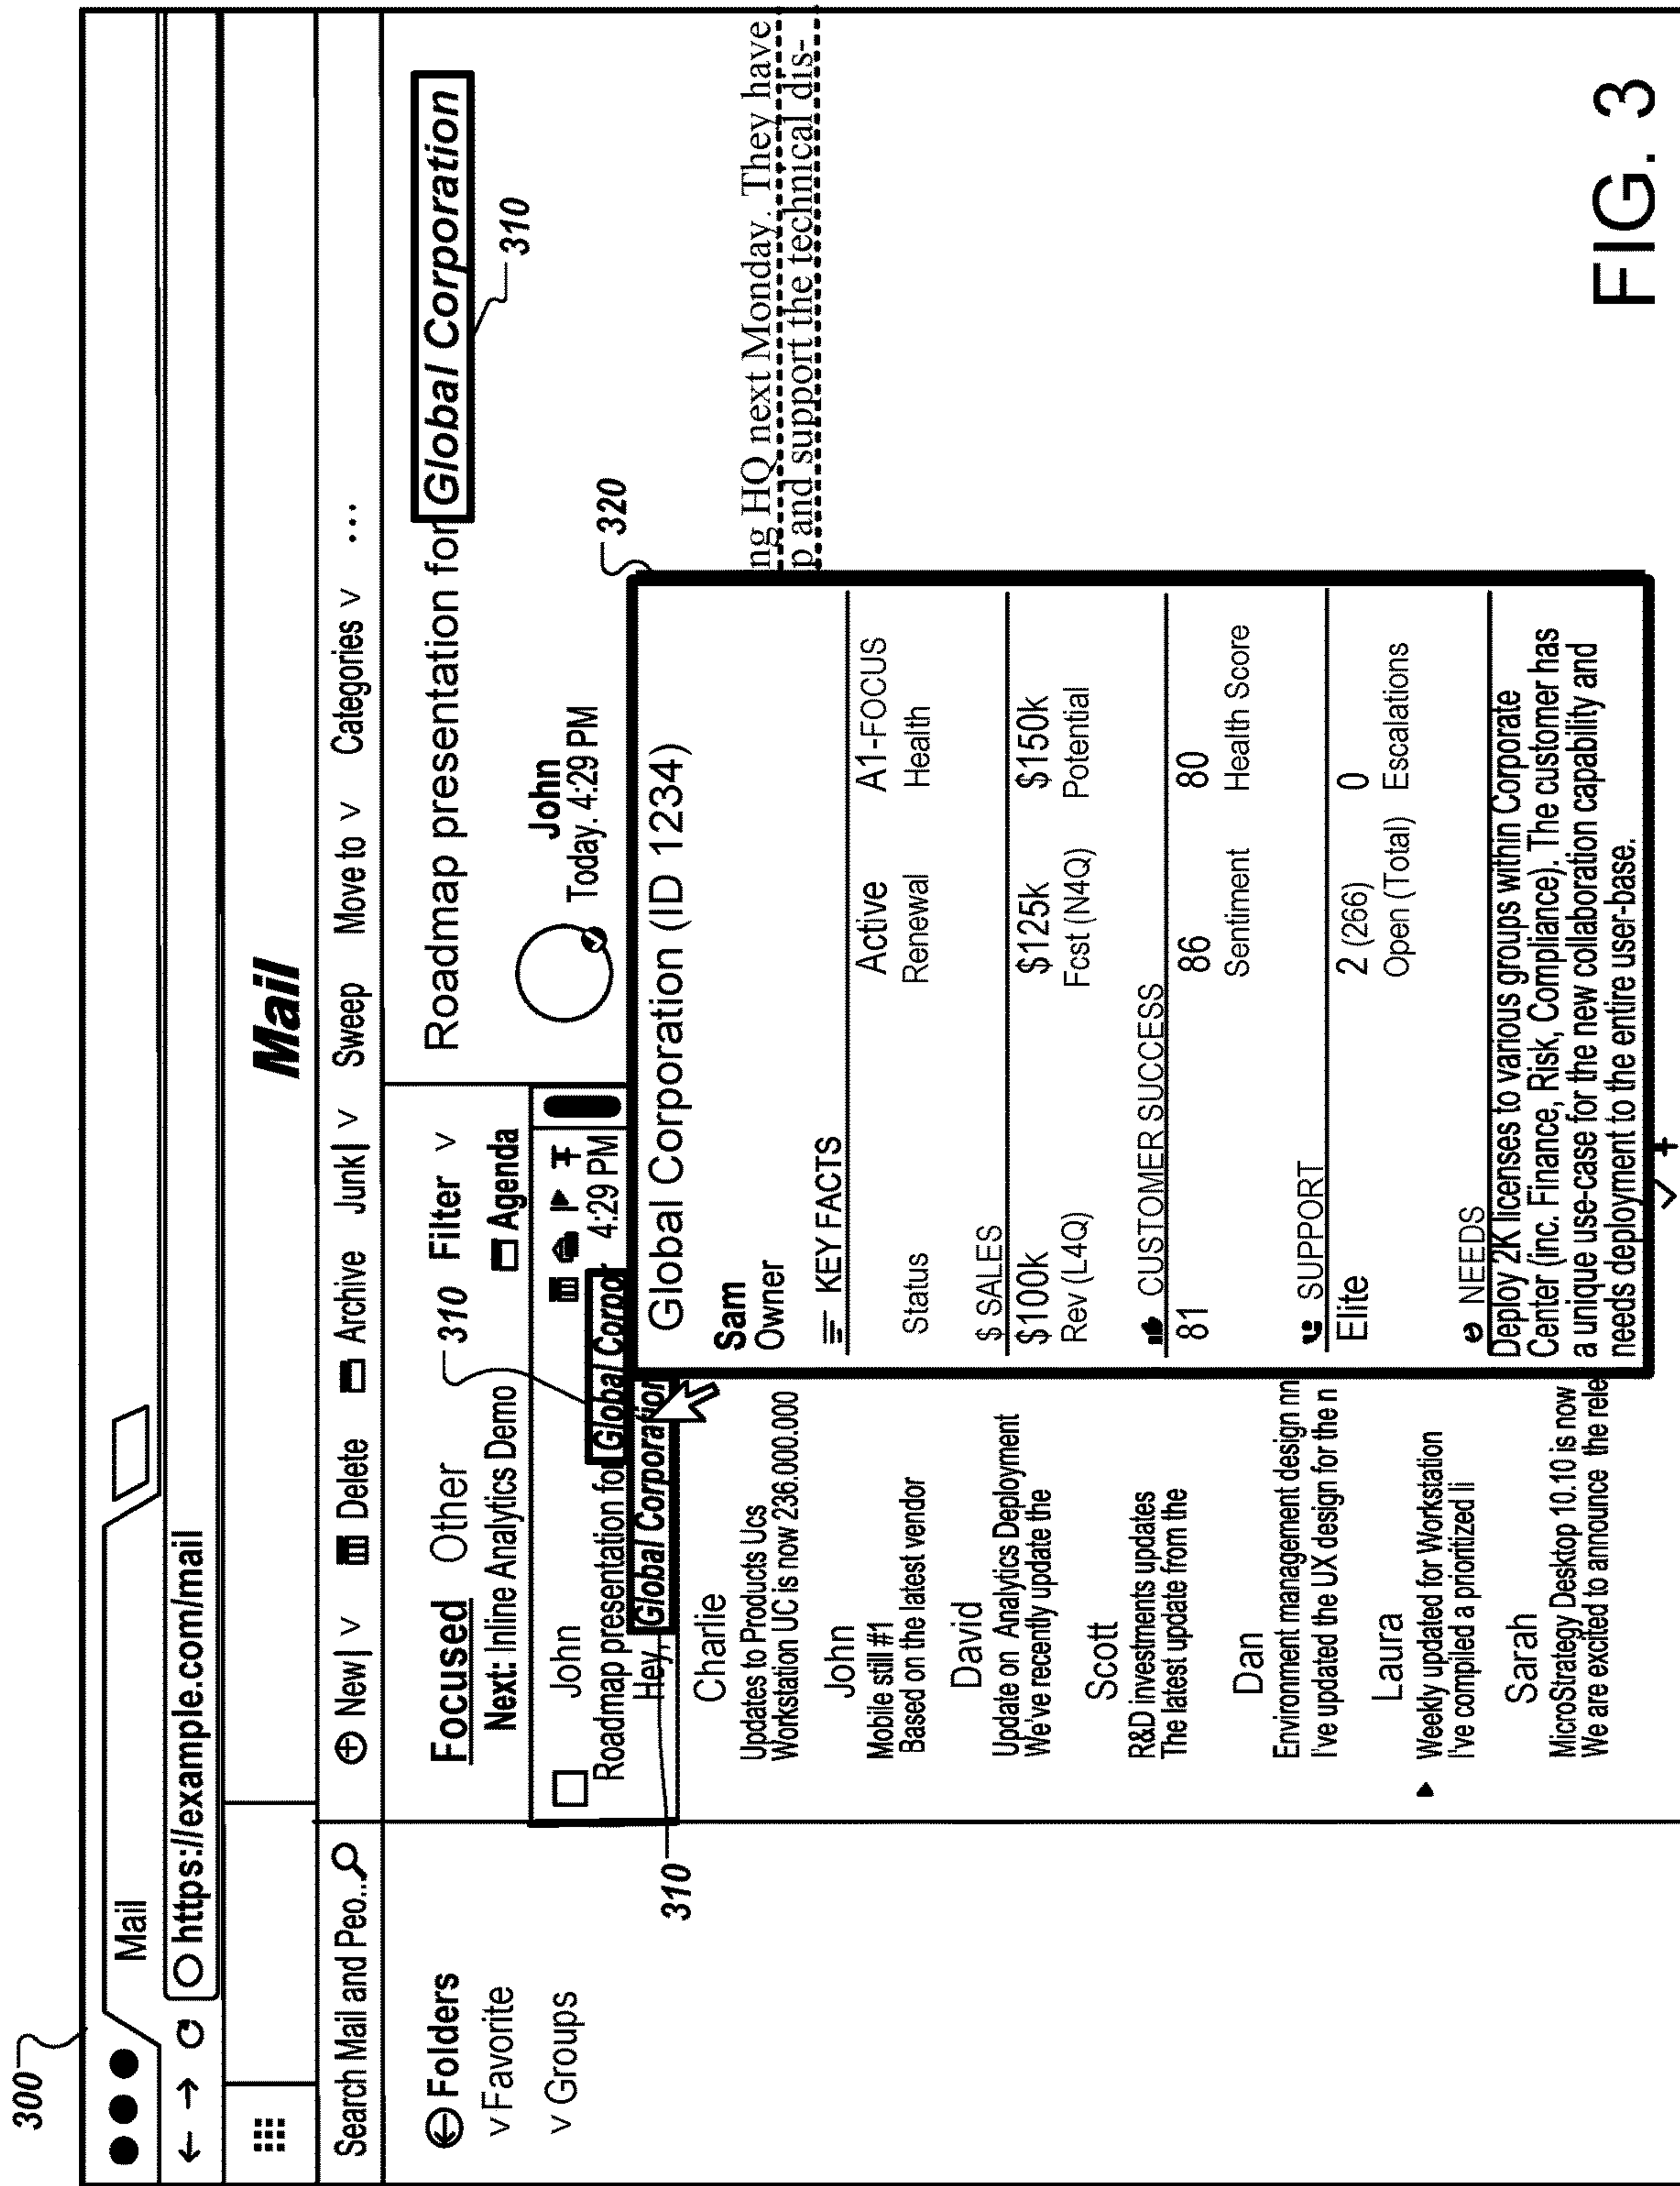 300
Mail
https://example.com/mail
Mail
Search Mail and Peo..
New| v Delete Archive Junk| v Sweep Move to v Categories v ...
Folders
v Favorite
v Groups
Focused Other 310 Filter v
Next: Inline Analytics Demo Agenda
John
Roadmap presentation for Global Corpor 4:29 PM
Hey, Global Corporation
310
Charlie
Updates to Products Ucs
Workstation UC is now 236.000.000
John
Mobile still #1
Based on the latest vendor
David
Update on Analytics Deployment
We've recently update the
Scott
R&D investments updates
The latest update from the
Dan
Environment management design nn
I've updated the UX design for the n
Laura
Weekly updated for Workstation
I've compiled a prioritized li
Sarah
MicroStrategy Desktop 10.10 is now
We are excited to announce the rele
Roadmap presentation for Global Corporation
310
John
Today. 4:29 PM
320
ng HQ next Monday. They have
p and support the technical dis-
Global Corporation (ID 1234)
Sam
Owner
KEY FACTS
Active A1-FOCUS
Status Renewal Health
$ SALES
$100k $125k $150k
Rev (L4Q) Fcst (N4Q) Potential
CUSTOMER SUCCESS
81 86 80
Sentiment Health Score
SUPPORT
Elite 2 (266) 0
Open (Total) Escalations
NEEDS
Deploy 2K licenses to various groups within Corporate
Center (inc. Finance, Risk, Compliance). The customer has
a unique use-case for the new collaboration capability and
needs deployment to the entire user-base.
FIG. 3